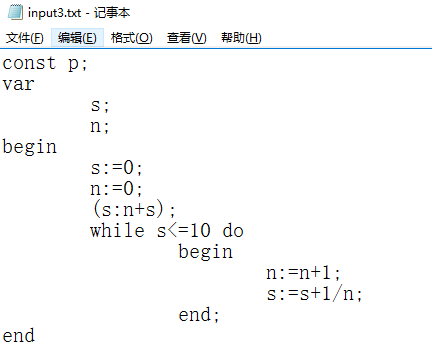 input3.txt - 记事本
文件(F) 编辑(E) 格式(O) 查看(V) 帮助(H)
const p;
var
s;
n;
begin
s:=0;
n:=0;
(s:n+s);
while s<=10 do
begin
n:=n+1;
s:=s+1/n;
end;
end